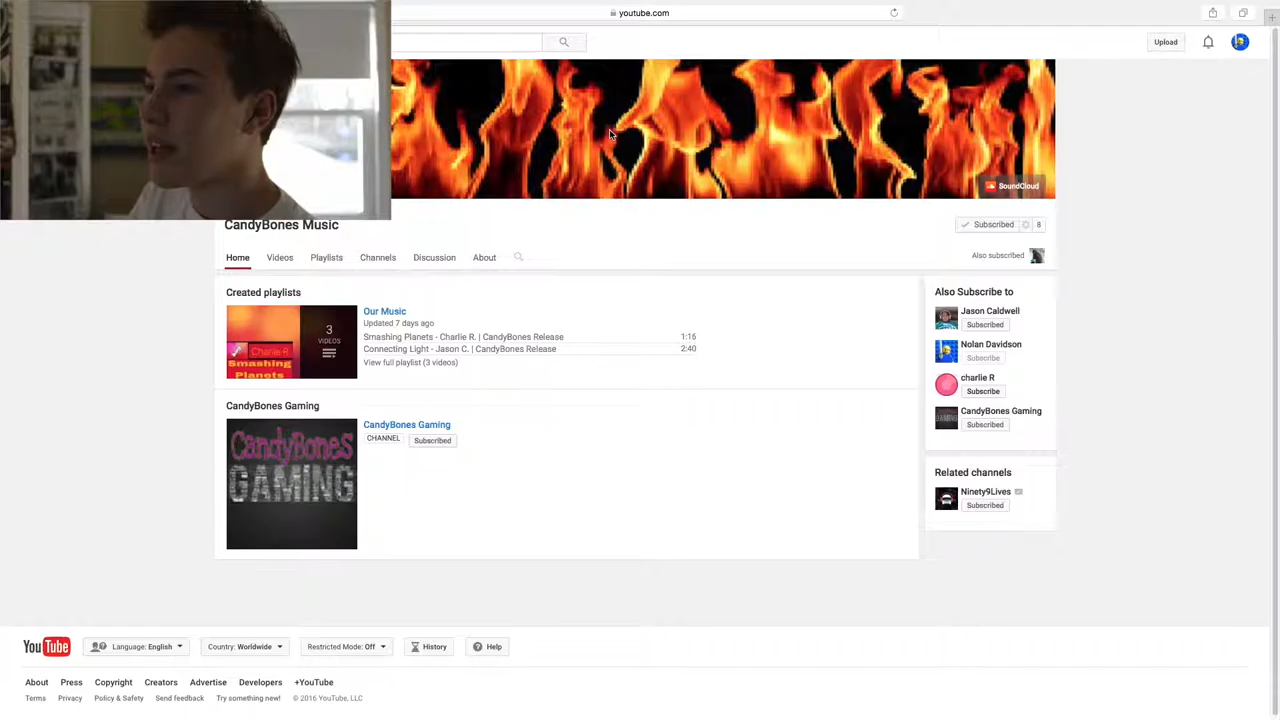 youtube.com
Upload
SoundCloud
CandyBones Music
Subscribed 8
Home Videos Playlists Channels Discussion About
Also subscribed
Created playlists
3
VIDEOS
Charlie R
Smashing
Planets
Our Music
Updated 7 days ago
Smashing Planets - Charlie R. | CandyBones Release 1:16
Connecting Light - Jason C. | CandyBones Release 2:40
View full playlist (3 videos)
CandyBones Gaming
CandyBones
GAMING
CandyBones Gaming
CHANNEL Subscribed
Also Subscribe to
Jason Caldwell
Subscribed
Nolan Davidson
Subscribe
charlie R
Subscribe
CandyBones Gaming
Subscribed
Related channels
Ninety9Lives
Subscribed
YouTube Language: English Country: Worldwide Restricted Mode: Off History Help
About Press Copyright Creators Advertise Developers +YouTube
Terms Privacy Policy & Safety Send feedback Try something new! © 2016 YouTube, LLC